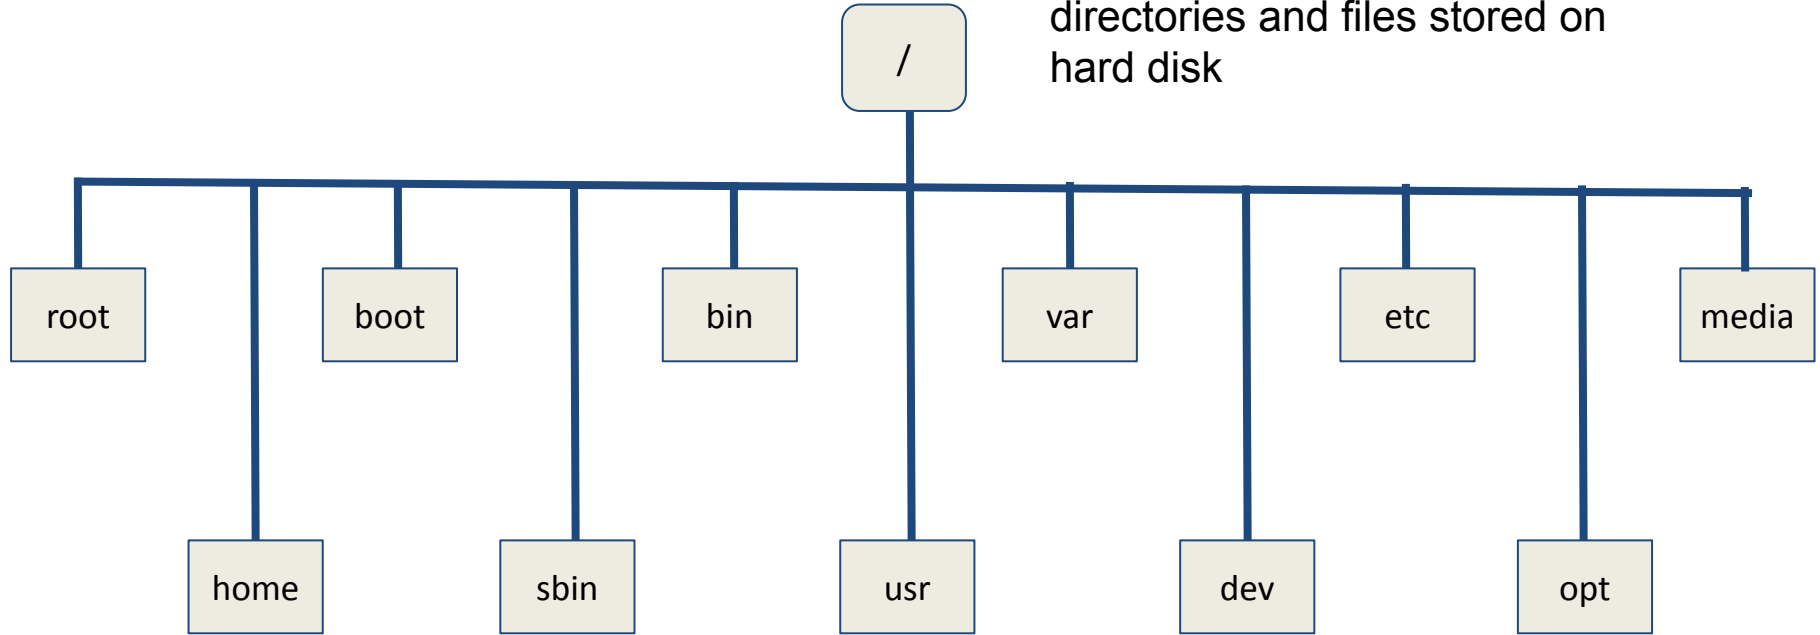 directories and files stored on
hard disk
/
root
boot
bin
var
etc
media
home
sbin
usr
dev
opt